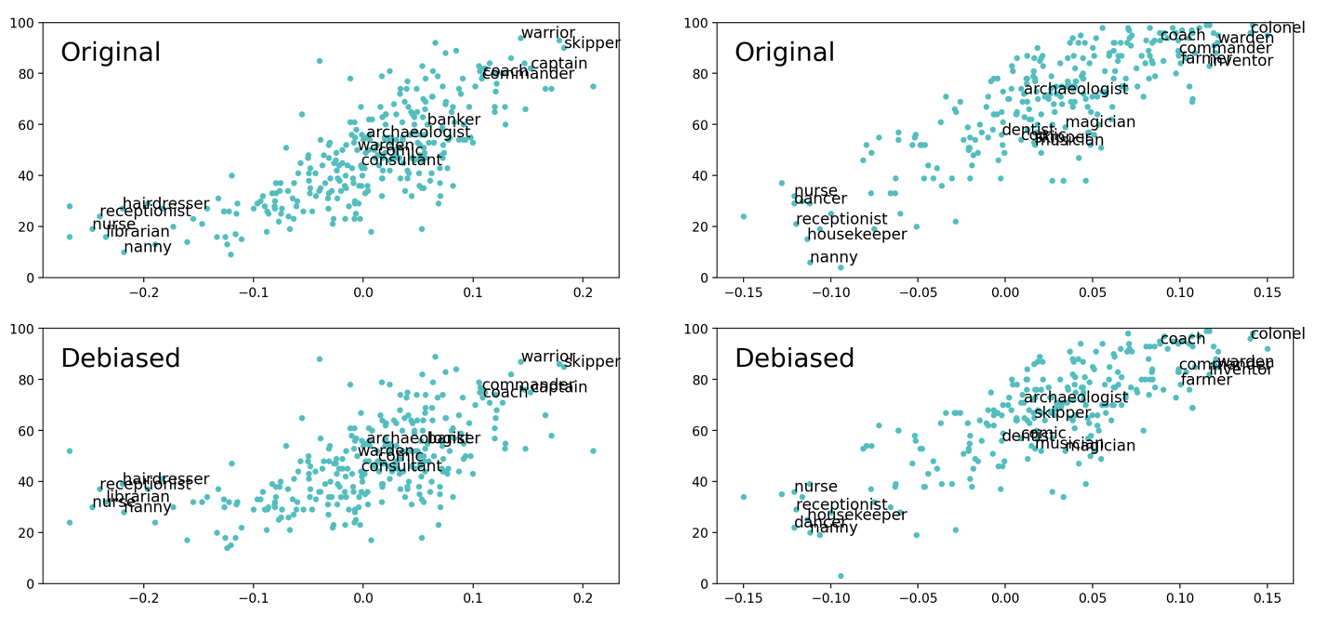 Original
100
80
60
40
20
0
warrior
skipper
captain
coach
commander
banker
archaeologist
warden
comic
consultant
hairdresser
receptionist
nurse
librarian
nanny
−0.2 −0.1 0.0 0.1 0.2
Original
100
80
60
40
20
0
colonel
coach
warden
commander
farmer
inventor
archaeologist
magician
dentist
comic
skipper
musician
nurse
dancer
receptionist
housekeeper
nanny
−0.15 −0.10 −0.05 0.00 0.05 0.10 0.15
Debiased
100
80
60
40
20
0
warrior
skipper
commander
captain
coach
archaeologist
banker
warden
comic
consultant
hairdresser
receptionist
librarian
nurse
nanny
−0.2 −0.1 0.0 0.1 0.2
Debiased
100
80
60
40
20
0
colonel
coach
warden
commander
inventor
farmer
archaeologist
skipper
comic
dentist
musician
magician
nurse
receptionist
housekeeper
dancer
nanny
−0.15 −0.10 −0.05 0.00 0.05 0.10 0.15